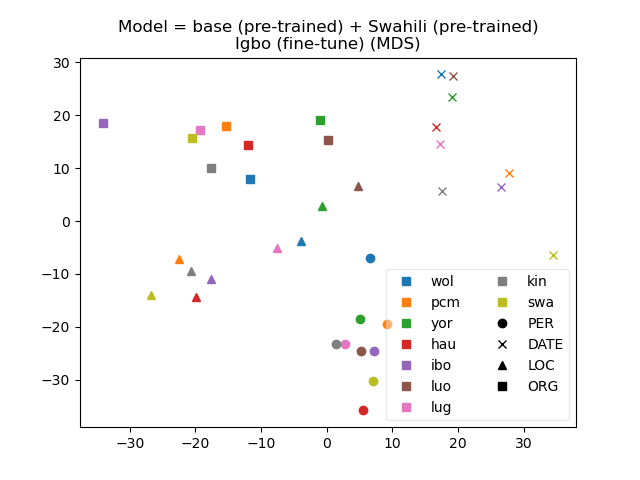 Model = base (pre-trained) + Swahili (pre-trained)
Igbo (fine-tune) (MDS)
30
20
10
0
−10
−20
−30
−30
−20
−10
0
10
20
30
wol
pcm
yor
hau
ibo
luo
lug
kin
swa
PER
DATE
LOC
ORG